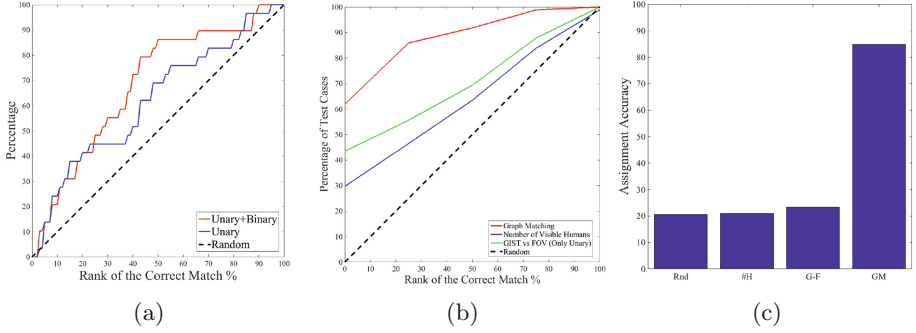 Percentage
100
90
80
70
60
50
40
30
20
10
0
0 10 20 30 40 50 60 70 80 90 100
Rank of the Correct Match %
Unary+Binary
Unary
Random
(a)
Percentage of Test Cases
100
90
80
70
60
50
40
30
20
10
0
0 10 20 30 40 50 60 70 80 90 100
Rank of the Correct Match %
Graph Matching
Number of Visible Humans
GIST vs FOV (Only Unary)
Random
(b)
Assignment Accuracy
100
90
80
70
60
50
40
30
20
10
0
Rnd #H G-F GM
(c)